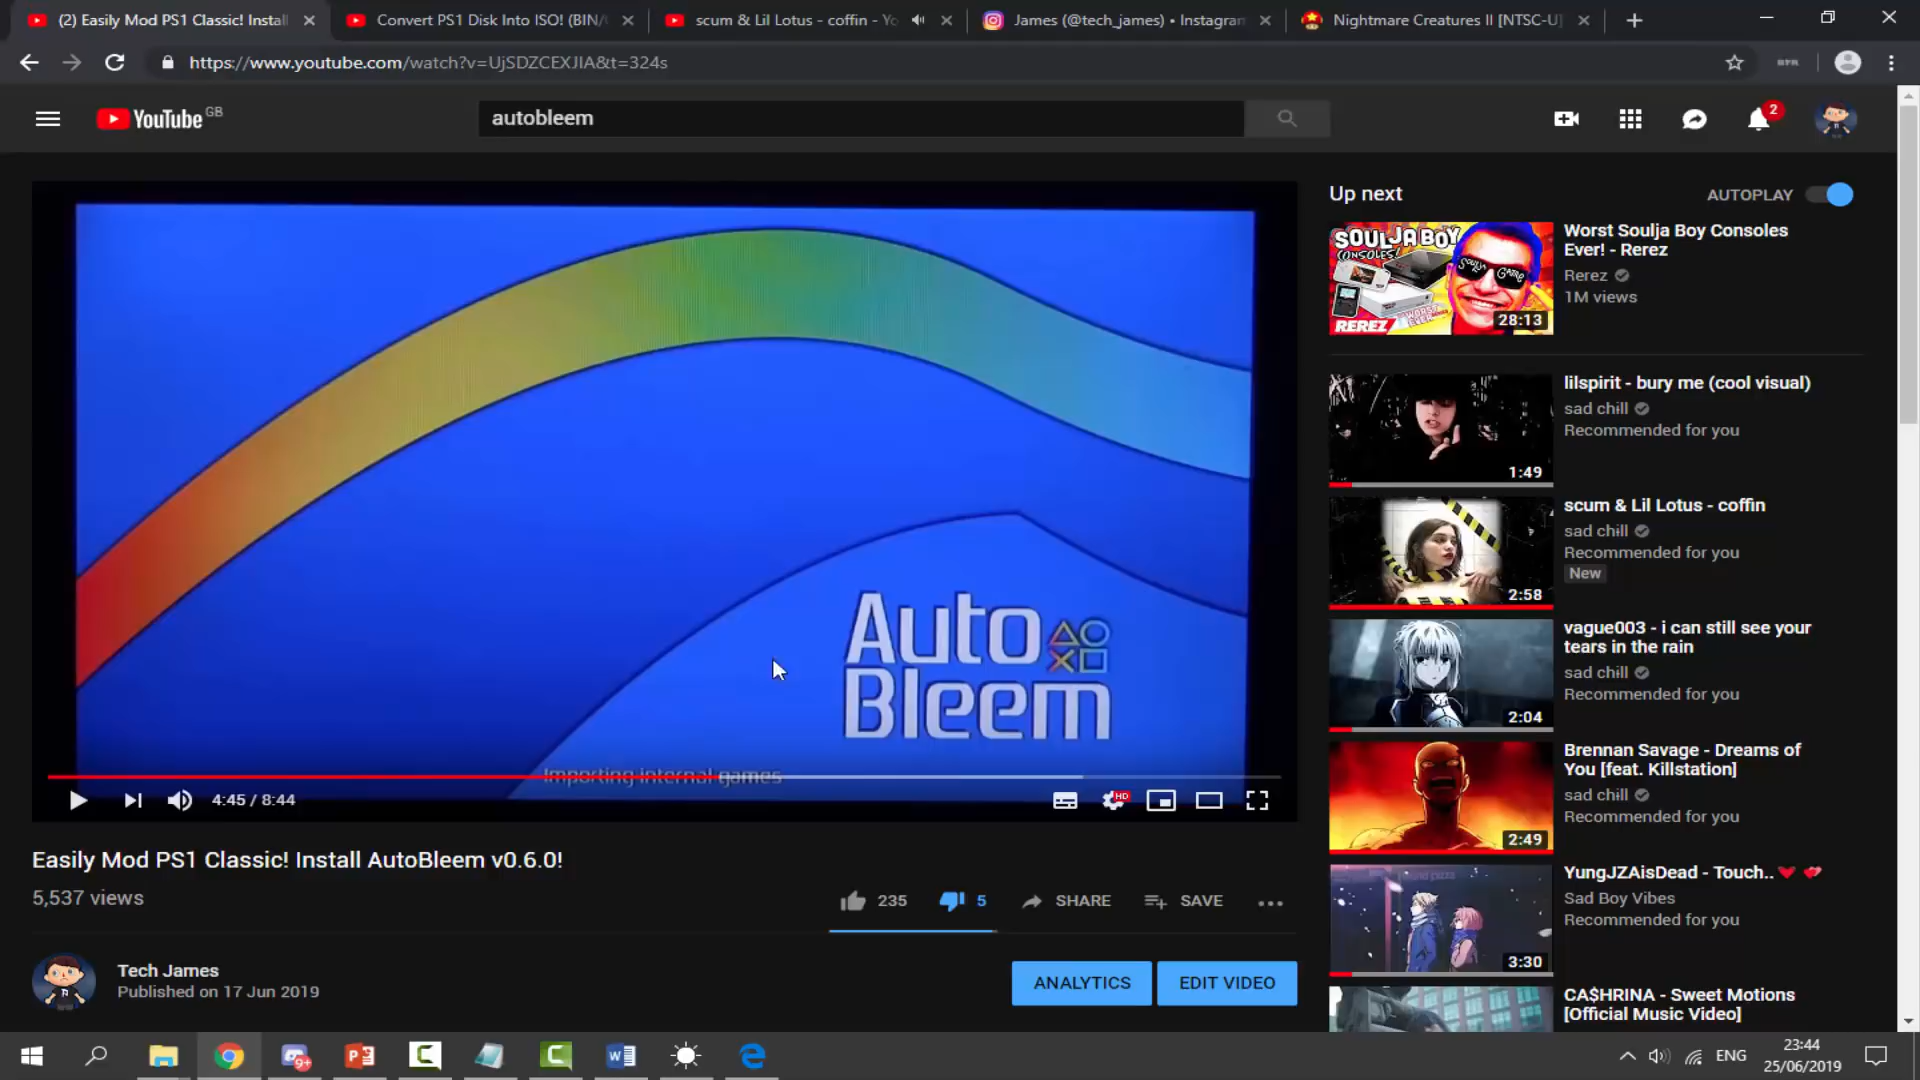 (2) Easily Mod PS1 Classic! Instal
Convert PS1 Disk Into ISO! (BIN/
scum & Lil Lotus - coffin - Yo
James (@tech_james) • Instagram
Nightmare Creatures II [NTSC-U]
https://www.youtube.com/watch?v=UjSDZCEXJIA&t=324s
YouTube GB
autobleem
2
Up next
AUTOPLAY
SOULJA BOY
CONSOLES!
REREZ
28:13
Worst Soulja Boy Consoles
Ever! - Rerez
Rerez
1M views
1:49
lilspirit - bury me (cool visual)
sad chill
Recommended for you
2:58
scum & Lil Lotus - coffin
sad chill
Recommended for you
New
2:04
vague003 - i can still see your
tears in the rain
sad chill
Recommended for you
2:49
Brennan Savage - Dreams of
You [feat. Killstation]
sad chill
Recommended for you
3:30
YungJZAisDead - Touch..
Sad Boy Vibes
Recommended for you
CA$HRINA - Sweet Motions
[Official Music Video]
Auto
Bleem
Importing internal games
4:45 / 8:44
HD
Easily Mod PS1 Classic! Install AutoBleem v0.6.0!
5,537 views
235
5
SHARE
SAVE
Tech James
Published on 17 Jun 2019
ANALYTICS
EDIT VIDEO
9+
ENG
23:44
25/06/2019